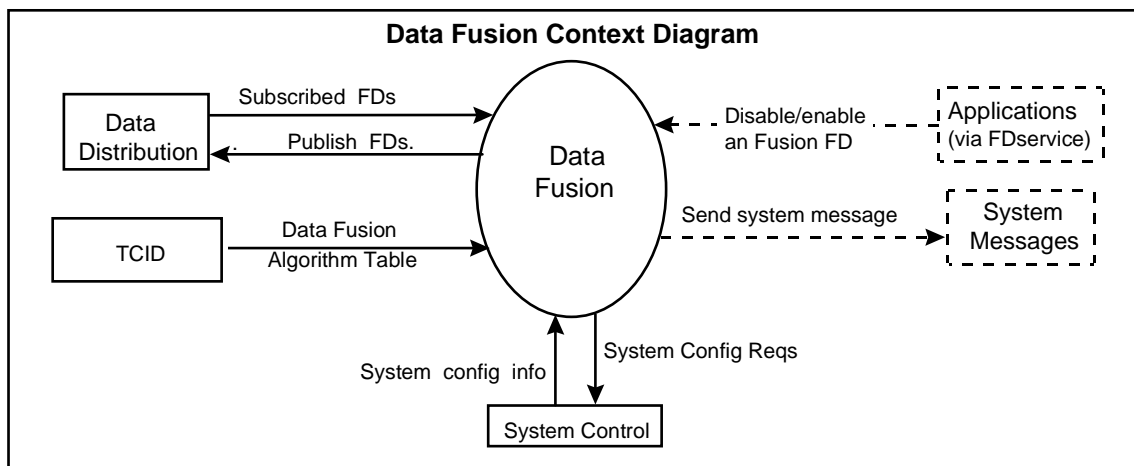 Data Fusion Context Diagram
Subscribed FDs
Data
Distribution
. Publish FDs.
Data
Fusion
Disable/enable
an Fusion FD
Applications
(via FDservice)
TCID
Data Fusion
Algorithm Table
Send system message
System
Messages
System config info
System Config Reqs
System Control